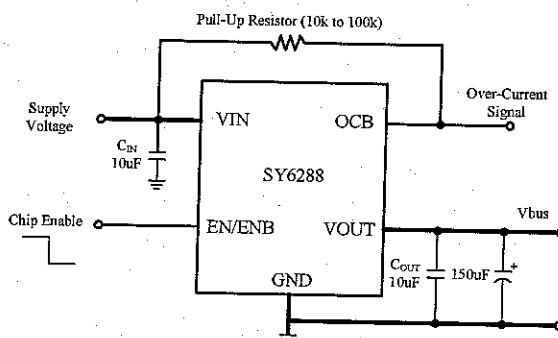 Pull-Up Resistor (10k to 100k)
Supply
Voltage
VIN
OCB
Over-Current
Signal
CIN
10uF
SY6288
Chip Enable
EN/ENB
VOUT
Vbus
COUT
10uF
150uF
+
GND